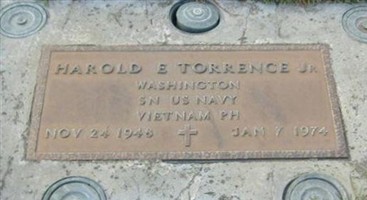 HAROLD E TORRENCE JR
WASHINGTON
SN US NAVY
VIETNAM PH
NOV 24 1948 JAN 7 1974